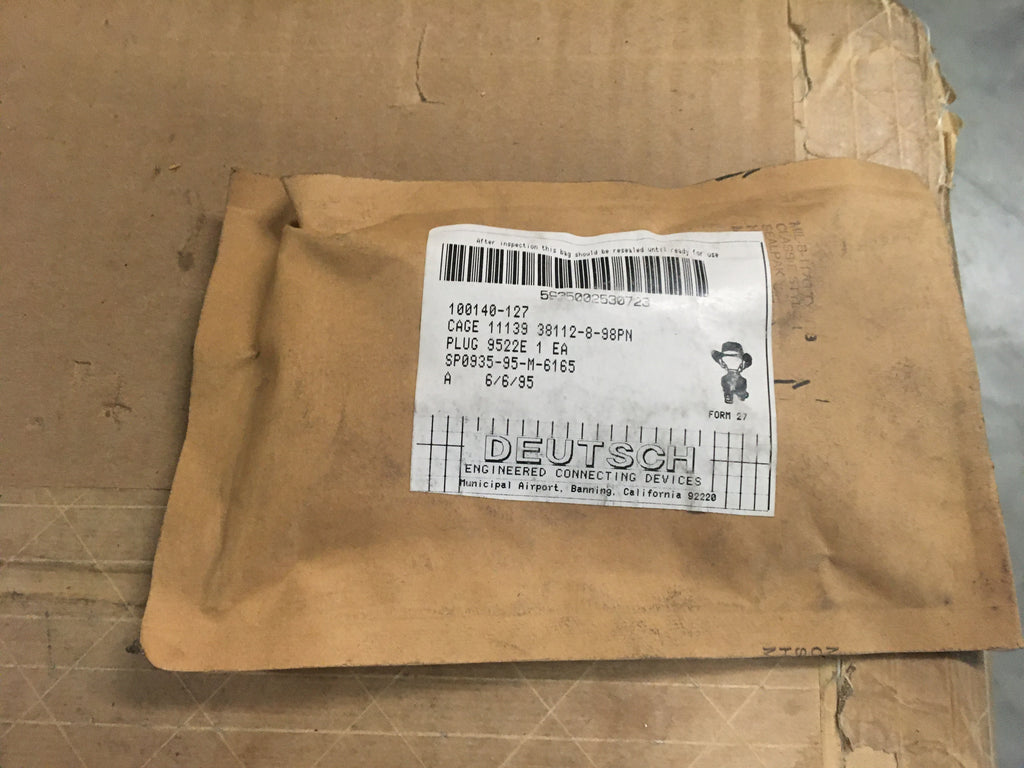 After inspection this bag should be resealed until ready for use
5935002530723
100140-127
CAGE 11139 38112-8-98PN
PLUG 9522E 1 EA
SP0935-95-M-6165
A 6/6/95
FORM 27
DEUTSCH
ENGINEERED CONNECTING DEVICES
Municipal Airport, Banning, California 92220